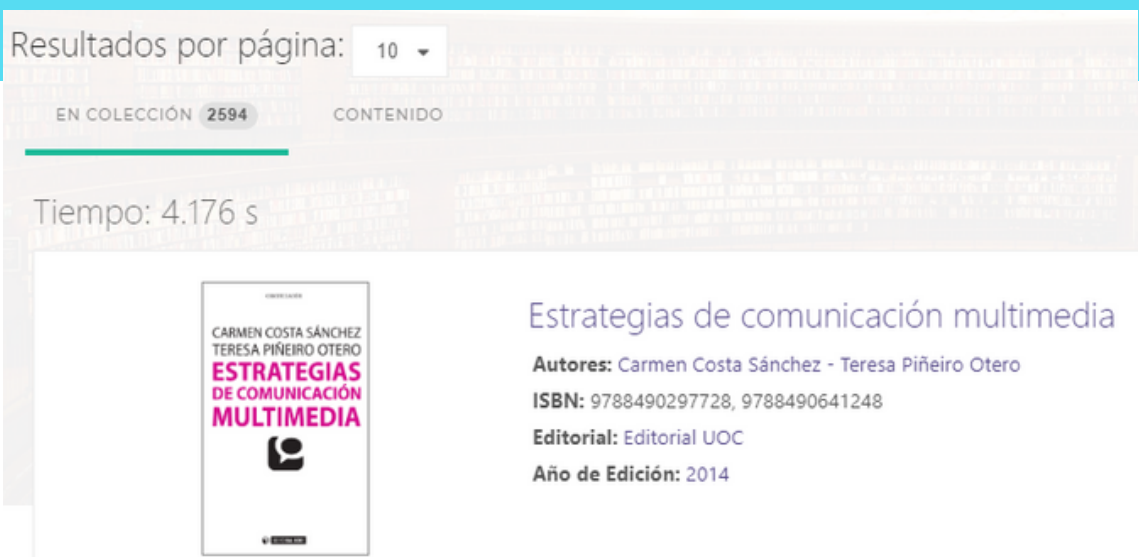 Resultados por página: 10
EN COLECCIÓN 2594 CONTENIDO
Tiempo: 4.176 s
CARMEN COSTA SÁNCHEZ
TERESA PIÑEIRO OTERO
ESTRATEGIAS
DE COMUNICACIÓN
MULTIMEDIA
Estrategias de comunicación multimedia
Autores: Carmen Costa Sánchez - Teresa Piñeiro Otero
ISBN: 9788490297728, 9788490641248
Editorial: Editorial UOC
Año de Edición: 2014